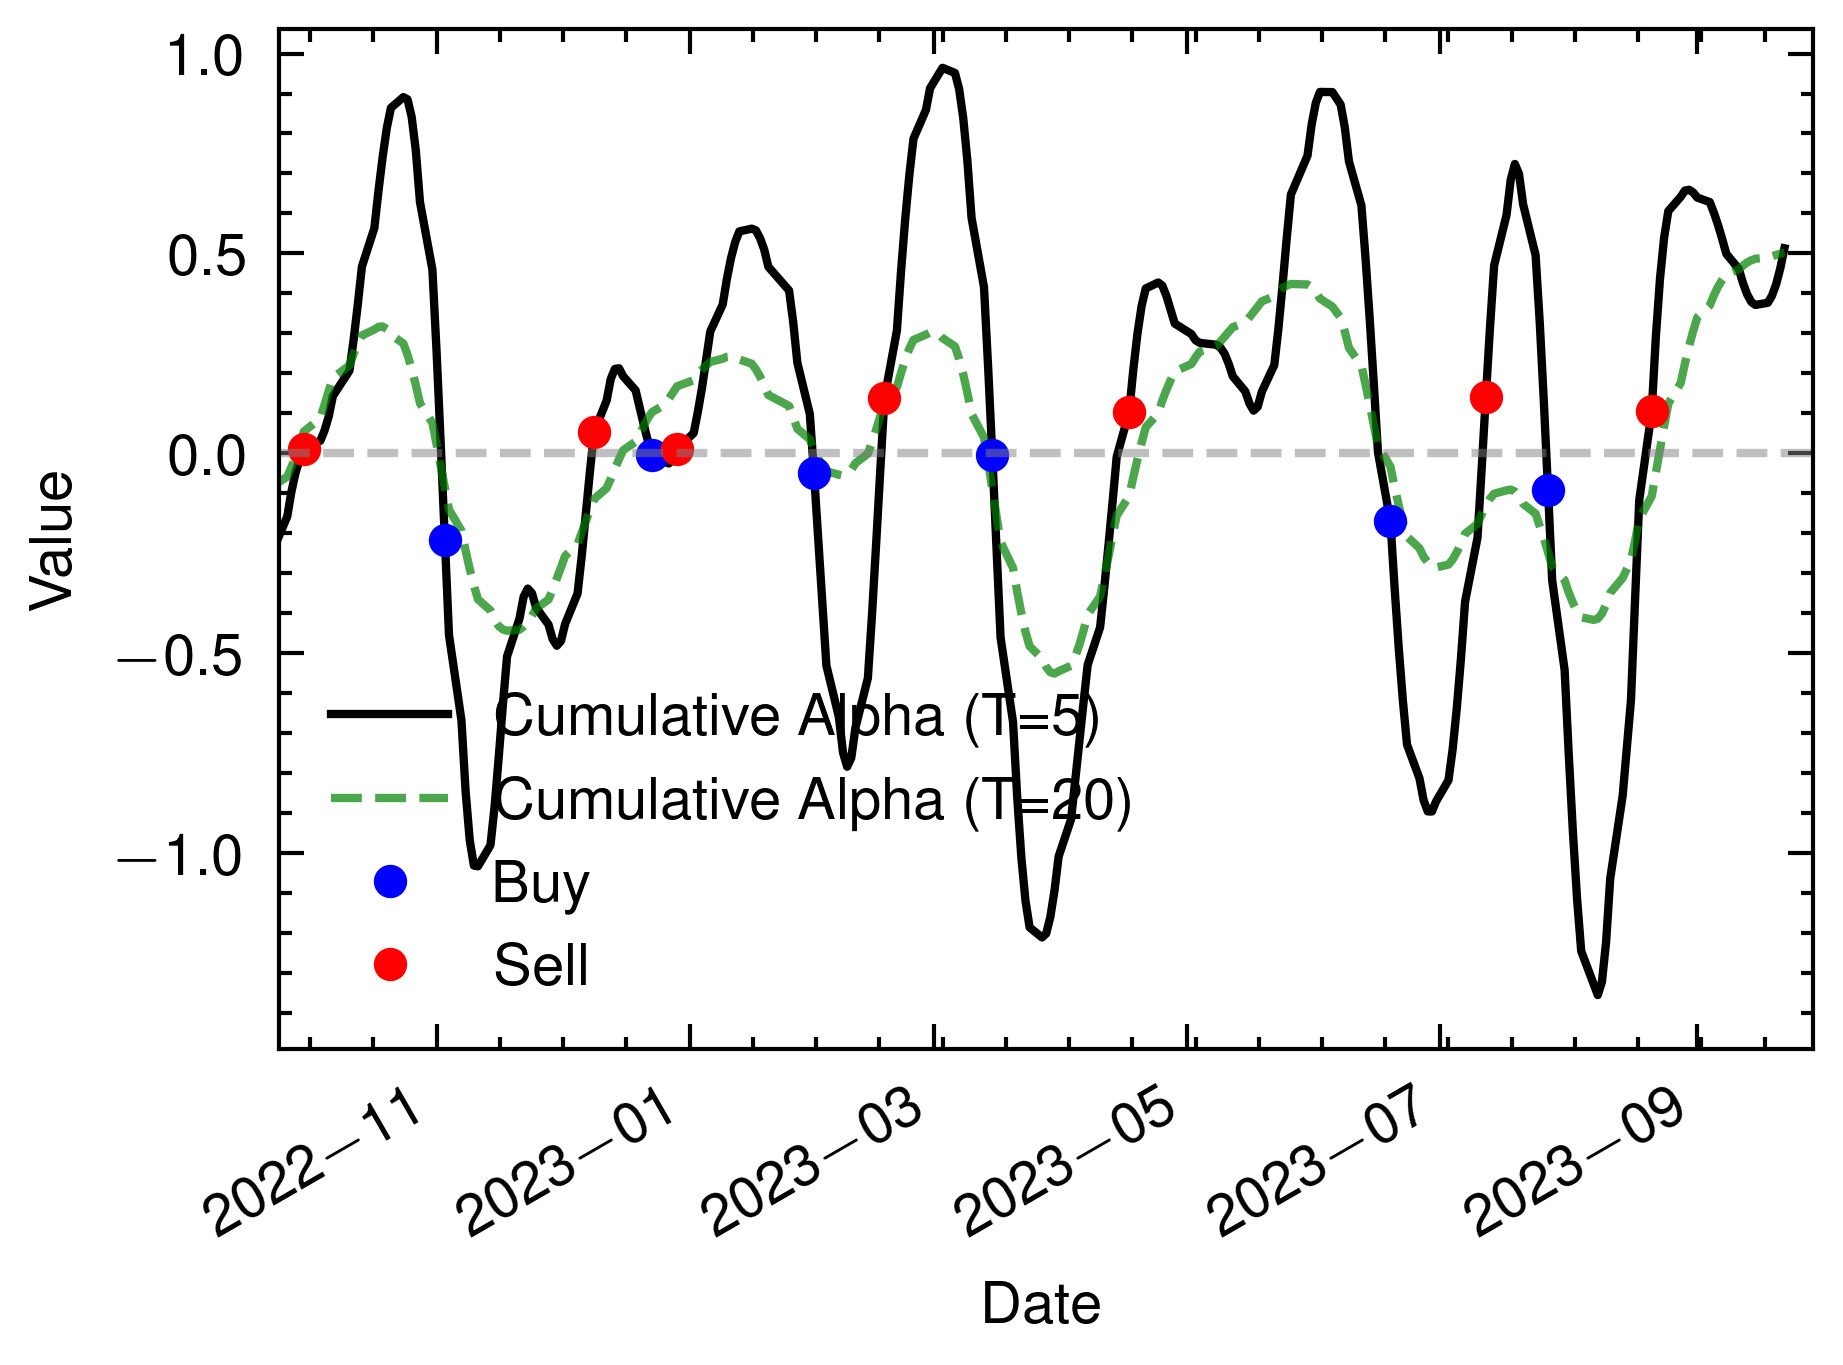 1.0
0.5
0.0
−0.5
−1.0
Value
Cumulative Alpha (T=5)
Cumulative Alpha (T=20)
Buy
Sell
2022−11
2023−01
2023−03
2023−05
2023−07
2023−09
Date